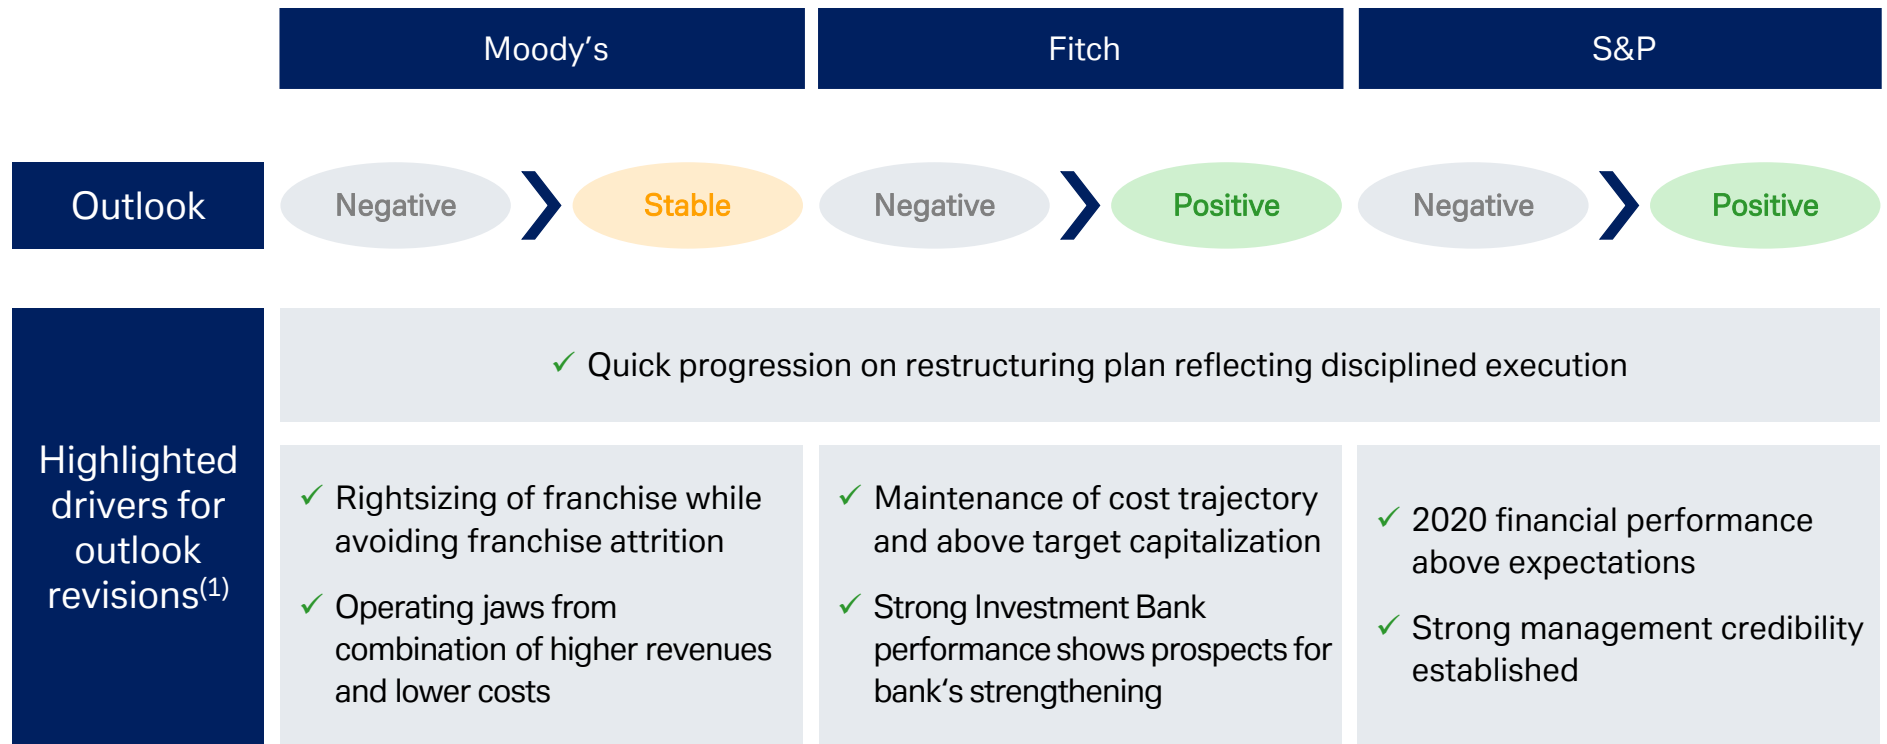 Moody’s
Fitch
S&P
Outlook
Negative
Stable
Negative
Positive
Negative
Positive
Highlighted
drivers for
outlook
revisions(1)
✓ Quick progression on restructuring plan reflecting disciplined execution
✓ Rightsizing of franchise while
avoiding franchise attrition
✓ Operating jaws from
combination of higher revenues
and lower costs
✓ Maintenance of cost trajectory
and above target capitalization
✓ Strong Investment Bank
performance shows prospects for
bank‘s strengthening
✓ 2020 financial performance
above expectations
✓ Strong management credibility
established